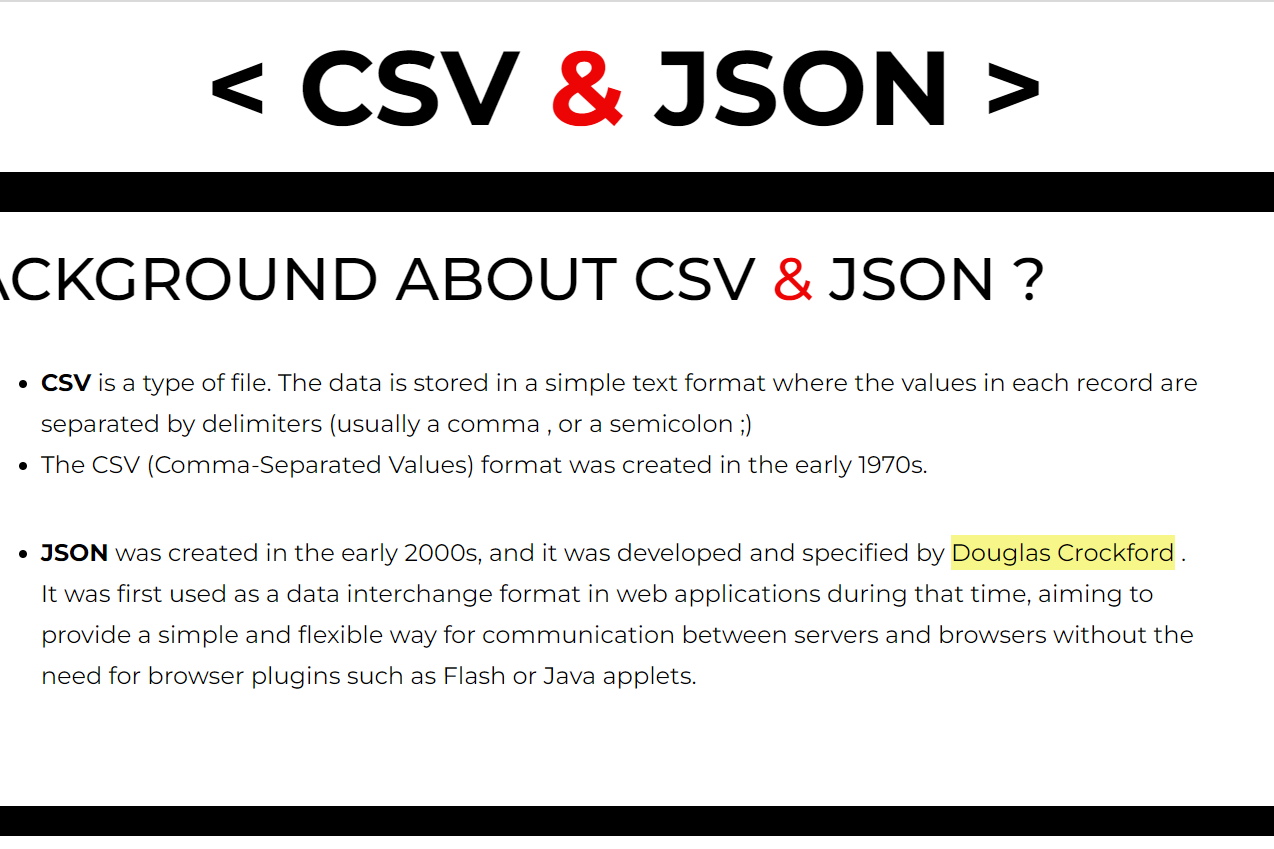 < CSV & JSON >
ACKGROUND ABOUT CSV & JSON ?
CSV is a type of file. The data is stored in a simple text format where the values in each record are
separated by delimiters (usually a comma , or a semicolon ;)
The CSV (Comma-Separated Values) format was created in the early 1970s.
JSON was created in the early 2000s, and it was developed and specified by Douglas Crockford .
It was first used as a data interchange format in web applications during that time, aiming to
provide a simple and flexible way for communication between servers and browsers without the
need for browser plugins such as Flash or Java applets.